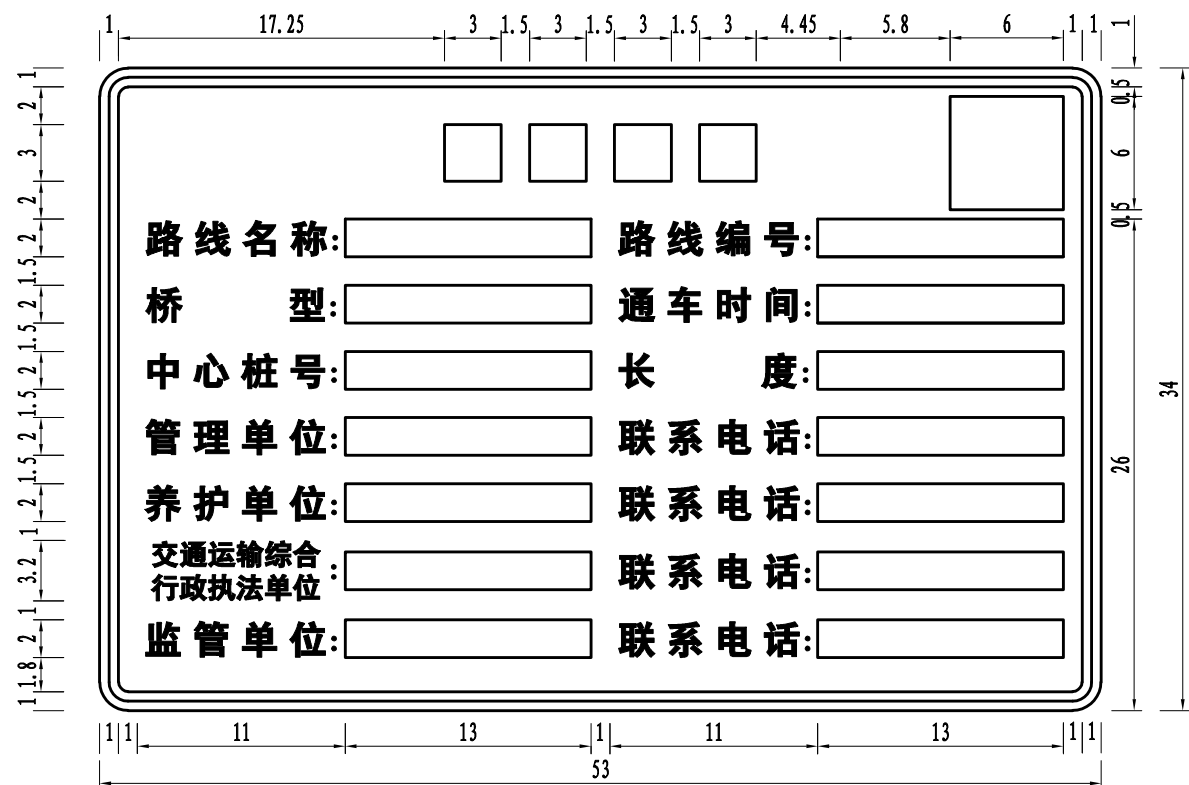 1 17.25 3 1.5 3 1.5 3 1.5 3 4.45 5.8 6 1 1
1 2 3 2 2 1.5 2 1.5 2 1.5 2 1.5 2 1 3.2 1 2 1.8 1
1 0.5 6 0.5 26
34
路线名称: 路线编号:
桥型: 通车时间:
中心桩号: 长度:
管理单位: 联系电话:
养护单位: 联系电话:
交通运输综合
行政执法单位: 联系电话:
监管单位: 联系电话:
1 1 11 13 1 11 13 1 1
53